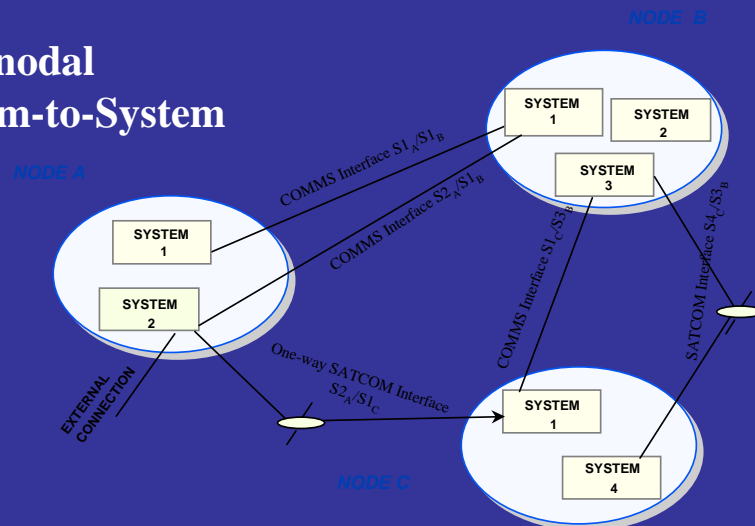 nodal
m-to-System
NODE B
NODE A
SYSTEM
1
SYSTEM
2
SYSTEM
3
COMMS Interface S1A/S1B
COMMS Interface S2A/S1B
COMMS Interface S1C/S3B
SATCOM Interface S4C/S3B
SYSTEM
1
SYSTEM
2
EXTERNAL
CONNECTION
One-way SATCOM Interface
S2A/S1C
SYSTEM
1
SYSTEM
4
NODE C